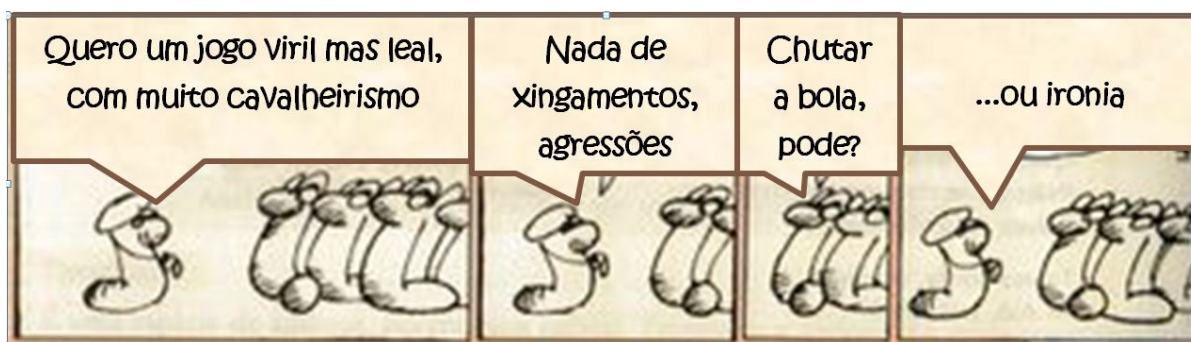 Quero um jogo viril mas leal,
com muito cavalheirismo
Nada de
xingamentos,
agressões
Chutar
a bola,
pode?
...ou ironia